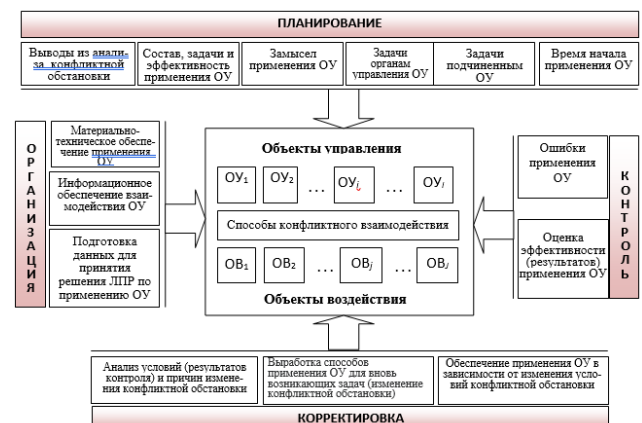 ПЛАНИРОВАНИЕ
Выводы из анали-
за конфликтной
обстановки
Состав, задачи и
эффективность
применения ОУ
Замысел
применения ОУ
Задачи
органам
управления ОУ
Задачи
подчиненным
ОУ
Время начала
применения ОУ
ОРГАНИЗАЦИЯ
Материально-
техническое обеспе-
чение применения
ОУ
Информационное
обеспечение взаи-
модействия ОУ
Подготовка
данных для
принятия
решения ЛПР по
применению ОУ
Объекты управления
ОУ1 ОУ2 ... ОУi ... ОУI
Способы конфликтного взаимодействия
ОВ1 ОВ2 ... ОВj ... ОВJ
Объекты воздействия
Ошибки
применения
ОУ
Оценка
эффективности
(результатов)
применения ОУ
КОНТРОЛЬ
Анализ условий (результатов
контроля) и причин измене-
ния конфликтной обстановки
Выработка способов
применения ОУ для вновь
возникающих задач (изменение
конфликтной обстановки)
Обеспечение применения ОУ в
зависимости от изменения усло-
вий конфликтной обстановки
КОРРЕКТИРОВКА